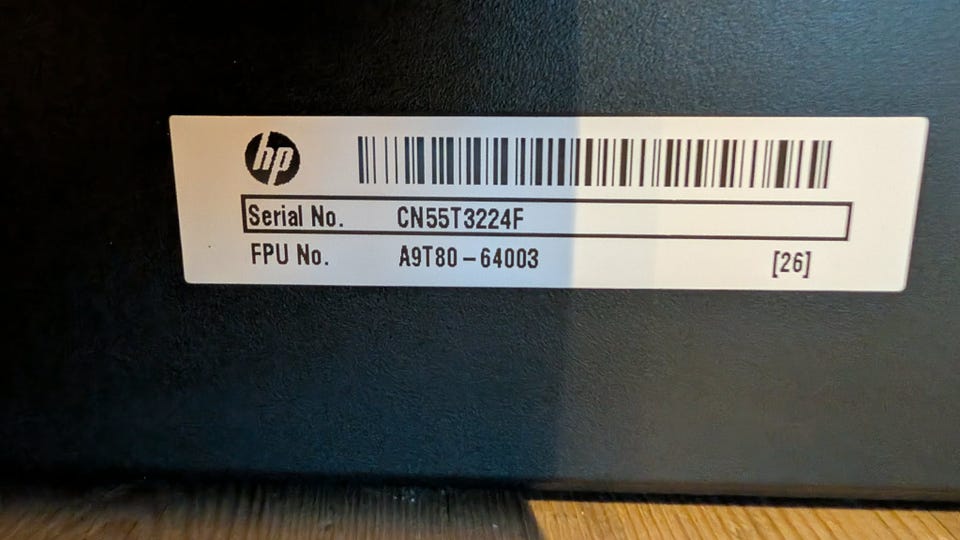 hp
Serial No. CN55T3224F
FPU No. A9T80-64003 [26]